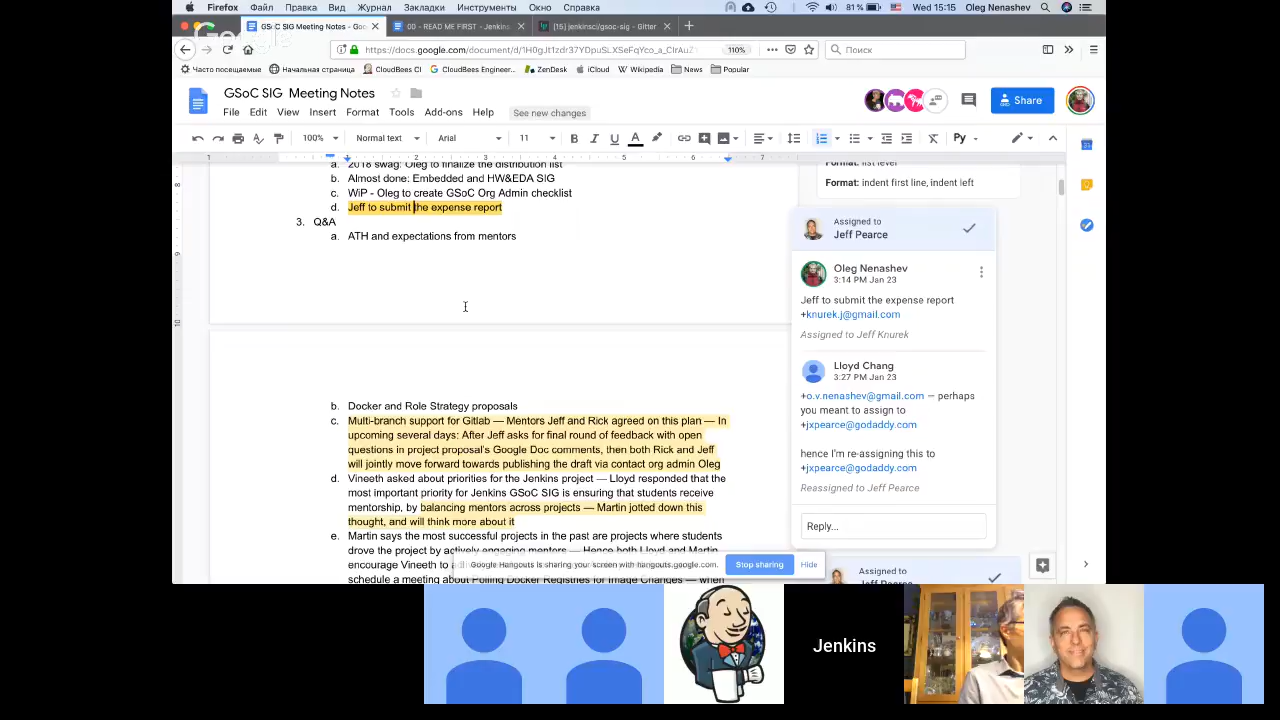 Firefox Файл Правка Вид Журнал Закладки Инструменты Окно Справка
Wed 15:15 Oleg Nenashev
GSoC SIG Meeting Notes - Goo
00 - READ ME FIRST - Jenkins
[15] jenkinsci/gsoc-sig - Gitter
110%
Поиск
Часто посещаемые Начальная страница CloudBees CI CloudBees Engineer... ZenDesk iCloud Wikipedia News Popular
GSoC SIG Meeting Notes
File Edit View Insert Format Tools Add-ons Help See new changes
Share
100% Normal text Arial 11
1 1 2 3 4 5 6 7
a. 2018 swag: Oleg to finalize the distribution list
b. Almost done: Embedded and HW&EDA SIG
c. WiP - Oleg to create GSoC Org Admin checklist
d. Jeff to submit the expense report
3. Q&A
a. ATH and expectations from mentors
b. Docker and Role Strategy proposals
c. Multi-branch support for Gitlab — Mentors Jeff and Rick agreed on this plan — In
upcoming several days: After Jeff asks for final round of feedback with open
questions in project proposal's Google Doc comments, then both Rick and Jeff
will jointly move forward towards publishing the draft via contact org admin Oleg
d. Vineeth asked about priorities for the Jenkins project — Lloyd responded that the
most important priority for Jenkins GSoC SIG is ensuring that students receive
mentorship, by balancing mentors across projects — Martin jotted down this
thought, and will think more about it
e. Martin says the most successful projects in the past are projects where students
drove the project by actively engaging mentors — Hence both Lloyd and Martin
encourage Vineeth to
schedule a meeting about Polling Docker Registries for Image Changes — when
Format: list level
Format: indent first line, indent left
Assigned to
Jeff Pearce
Oleg Nenashev
3:14 PM Jan 23
Jeff to submit the expense report
+knurek.j@gmail.com
Assigned to Jeff Knurek
Lloyd Chang
3:27 PM Jan 23
+o.v.nenashev@gmail.com — perhaps
you meant to assign to
+jxpearce@godaddy.com
hence I'm re-assigning this to
+jxpearce@godaddy.com
Reassigned to Jeff Pearce
Reply...
Assigned to
Jeff Pearce
Google Hangouts is sharing your screen with hangouts.google.com. Stop sharing Hide
Jenkins